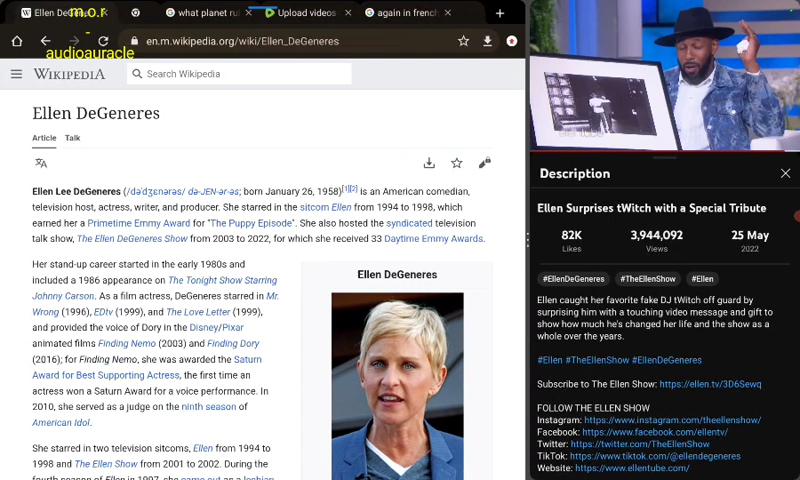 Ellen DeGene
m.o.r
what planet rul
Upload videos
again in french
-
audioauracle
en.m.wikipedia.org/wiki/Ellen_DeGeneres
WIKIPEDIA
Search Wikipedia
Ellen DeGeneres
Article Talk
Ellen Lee DeGeneres (/dəˈdʒɛnərəs/ də-JEN-ər-əs; born January 26, 1958)[1][2] is an American comedian,
television host, actress, writer, and producer. She starred in the sitcom Ellen from 1994 to 1998, which
earned her a Primetime Emmy Award for "The Puppy Episode". She also hosted the syndicated television
talk show, The Ellen DeGeneres Show from 2003 to 2022, for which she received 33 Daytime Emmy Awards.
Her stand-up career started in the early 1980s and
included a 1986 appearance on The Tonight Show Starring
Johnny Carson. As a film actress, DeGeneres starred in Mr.
Wrong (1996), EDtv (1999), and The Love Letter (1999),
and provided the voice of Dory in the Disney/Pixar
animated films Finding Nemo (2003) and Finding Dory
(2016); for Finding Nemo, she was awarded the Saturn
Award for Best Supporting Actress, the first time an
actress won a Saturn Award for a voice performance. In
2010, she served as a judge on the ninth season of
American Idol.
She starred in two television sitcoms, Ellen from 1994 to
1998 and The Ellen Show from 2001 to 2002. During the
fourth season of Ellen in 1997, she came out as a lesbian
Ellen DeGeneres
Description
Ellen Surprises tWitch with a Special Tribute
82K 3,944,092 25 May
Likes Views 2022
#EllenDeGeneres #TheEllenShow #Ellen
Ellen caught her favorite fake DJ tWitch off guard by
surprising him with a touching video message and gift to
show how much he's changed her life and the show as a
whole over the years.
#Ellen #TheEllenShow #EllenDeGeneres
Subscribe to The Ellen Show: https://ellen.tv/3D6Sewq
FOLLOW THE ELLEN SHOW
Instagram: https://www.instagram.com/theellenshow/
Facebook: https://www.facebook.com/ellentv/
Twitter: https://twitter.com/TheEllenShow
TikTok: https://www.tiktok.com/@ellendegeneres
Website: https://www.ellentube.com/